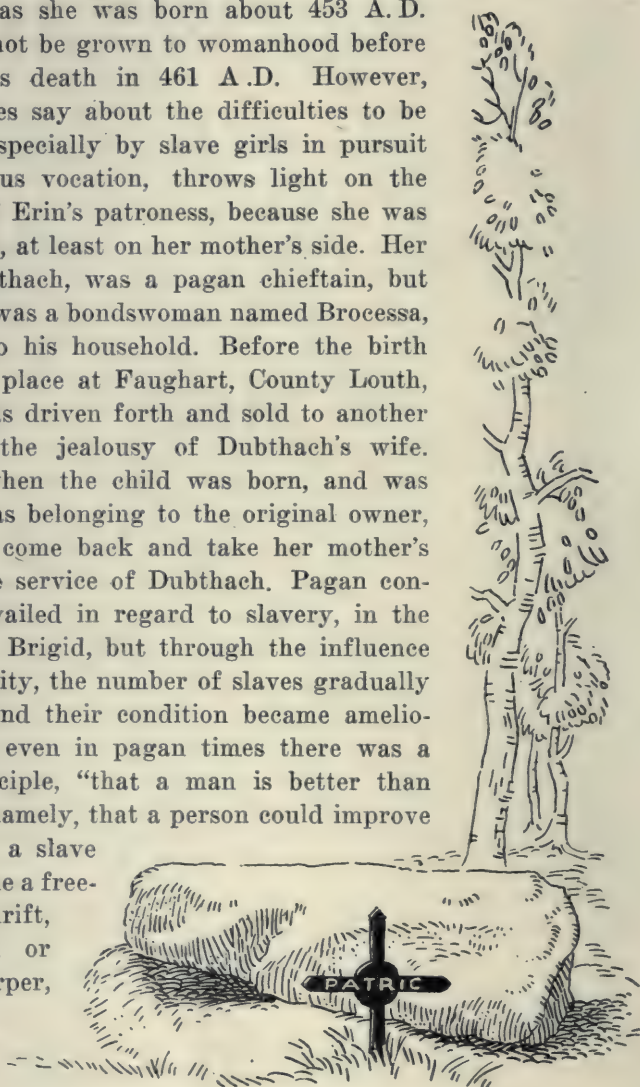 as she was born about 453 A. D.
not be grown to womanhood before
s death in 461 A .D. However,
es say about the difficulties to be
specially by slave girls in pursuit
us vocation, throws light on the
Erin's patroness, because she was
, at least on her mother's side. Her
thach, was a pagan chieftain, but
was a bondswoman named Brocessa,
o his household. Before the birth
place at Faughart, County Louth,
s driven forth and sold to another
the jealousy of Dubthach's wife.
when the child was born, and was
as belonging to the original owner,
come back and take her mother's
e service of Dubthach. Pagan con-
vailed in regard to slavery, in the
Brigid, but through the influence
ity, the number of slaves gradually
nd their condition became amelio-
even in pagan times there was a
ciple, “that a man is better than
namely, that a person could improve
a slave
e a free-
rift,
or
rper,
PATRIC